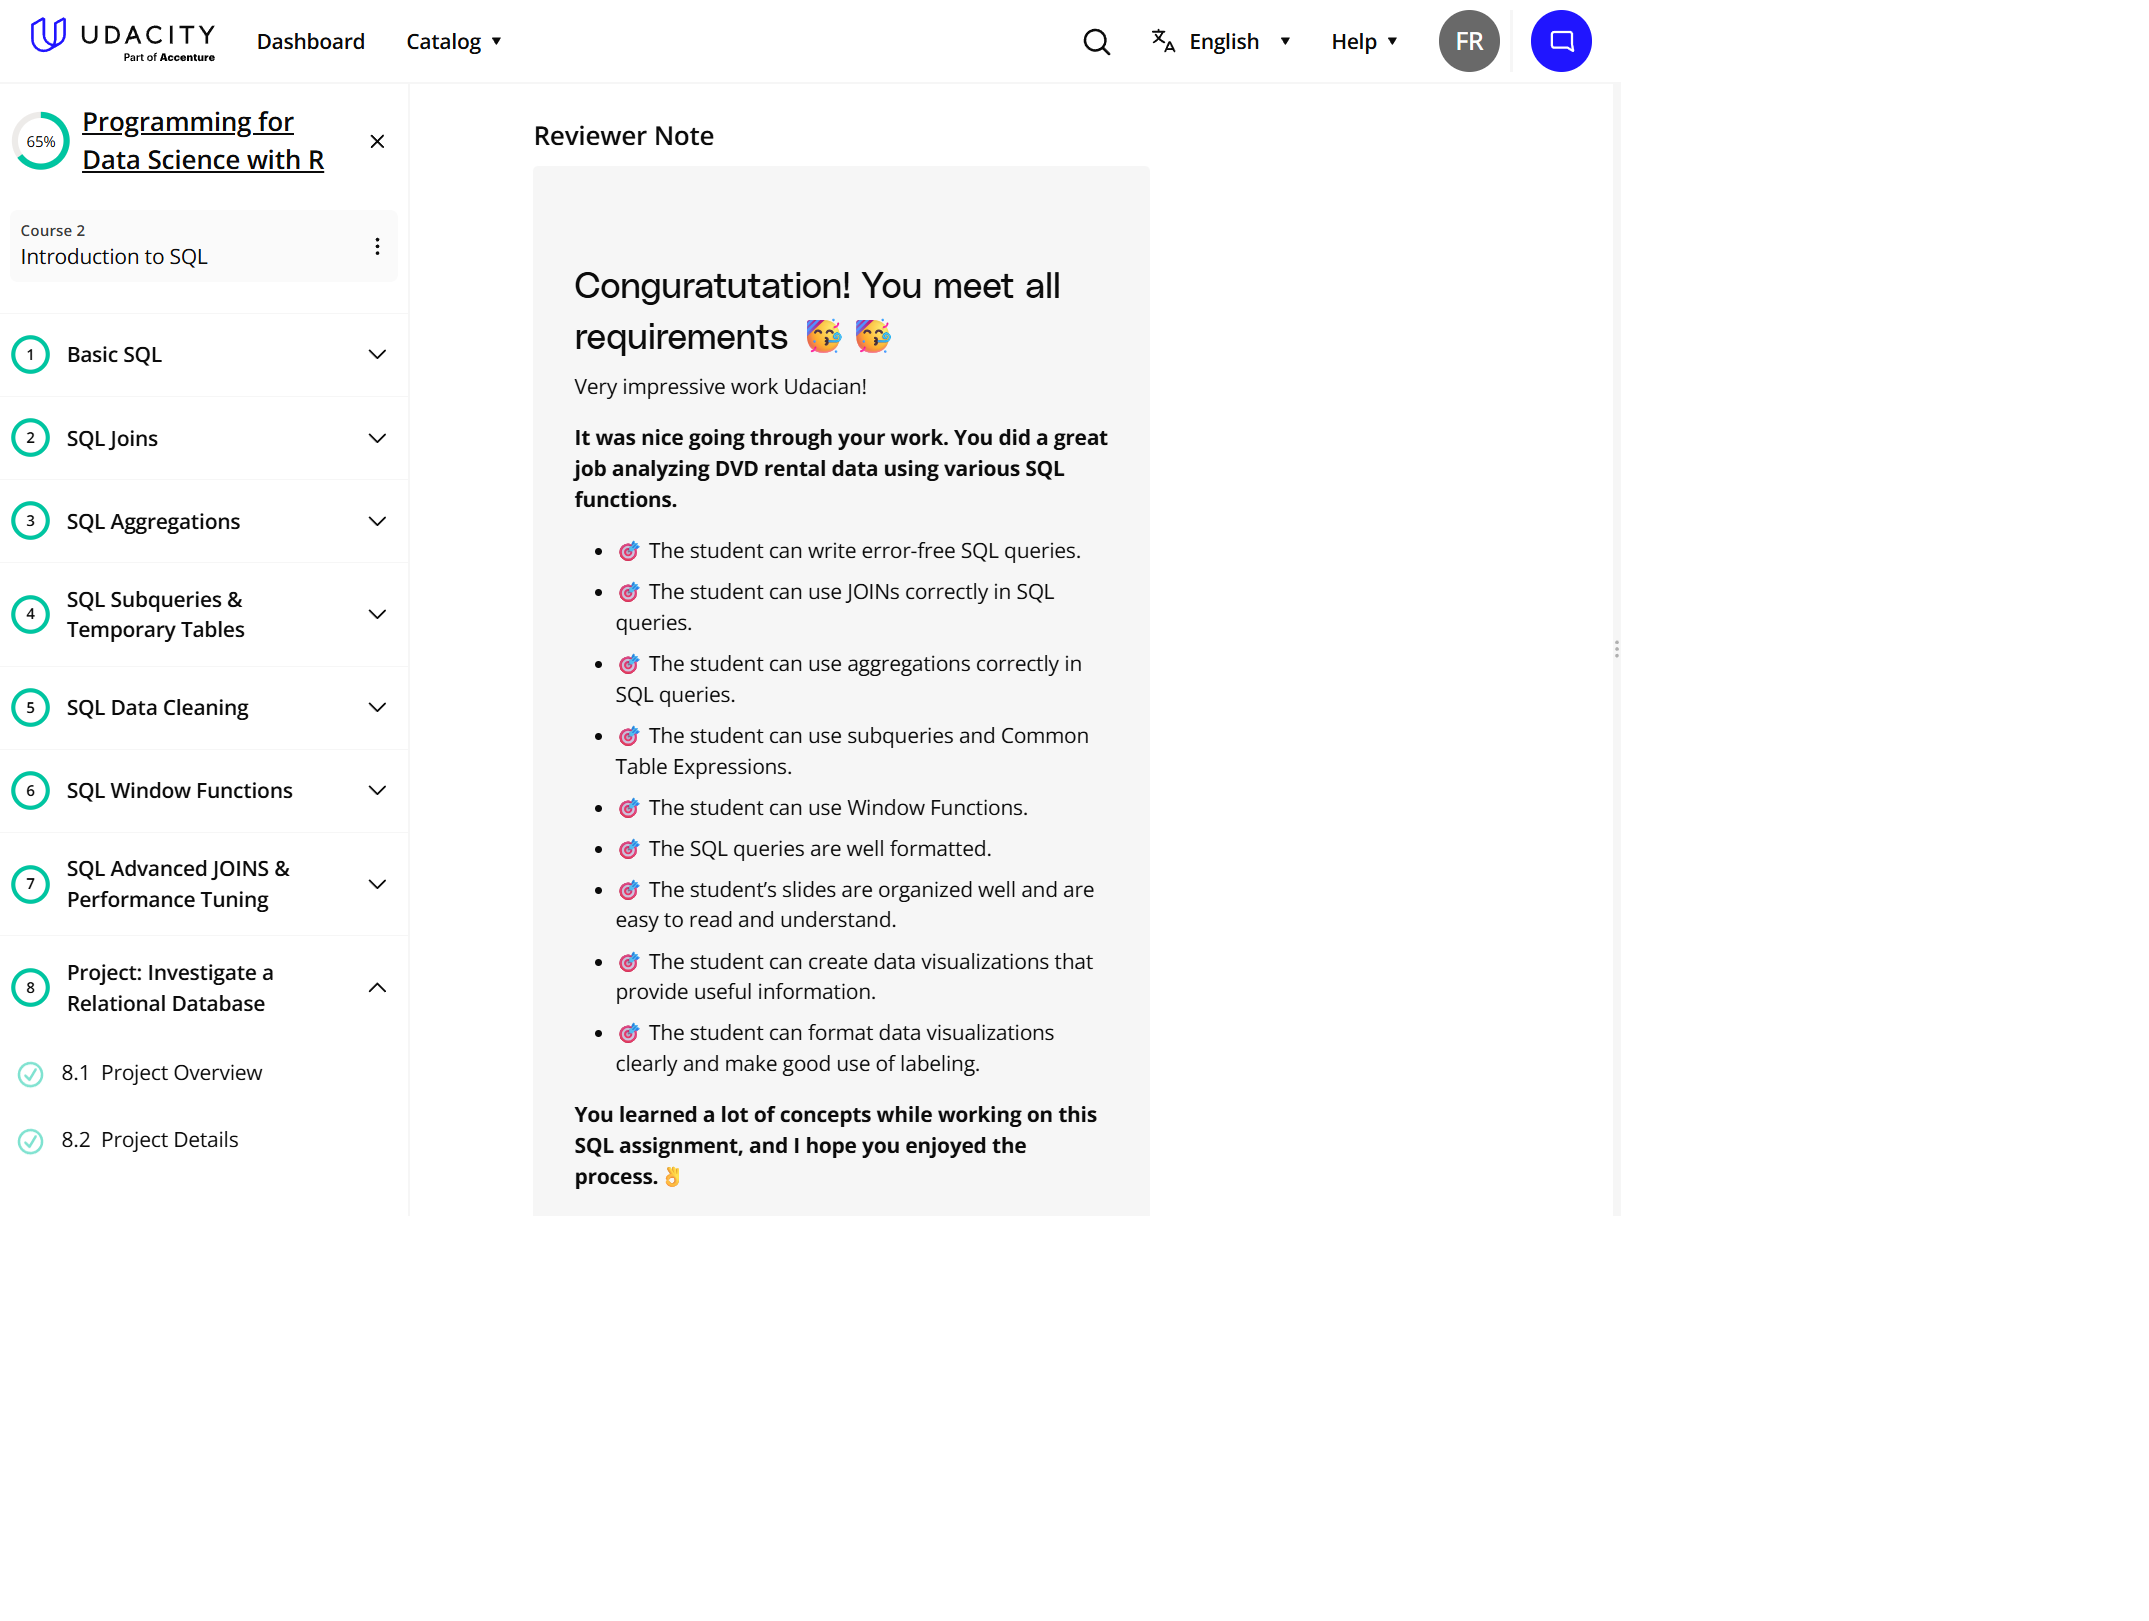 UDACITY
Part of Accenture
Dashboard
Catalog
English
Help
FR
65%
Programming for
Data Science with R
Course 2
Introduction to SQL
1 Basic SQL
2 SQL Joins
3 SQL Aggregations
4 SQL Subqueries &
Temporary Tables
5 SQL Data Cleaning
6 SQL Window Functions
7 SQL Advanced JOINS &
Performance Tuning
8 Project: Investigate a
Relational Database
8.1 Project Overview
8.2 Project Details
Reviewer Note
Conguratutation! You meet all
requirements 🥳 🥳
Very impressive work Udacian!
It was nice going through your work. You did a great
job analyzing DVD rental data using various SQL
functions.
• 🎯 The student can write error-free SQL queries.
• 🎯 The student can use JOINs correctly in SQL
queries.
• 🎯 The student can use aggregations correctly in
SQL queries.
• 🎯 The student can use subqueries and Common
Table Expressions.
• 🎯 The student can use Window Functions.
• 🎯 The SQL queries are well formatted.
• 🎯 The student’s slides are organized well and are
easy to read and understand.
• 🎯 The student can create data visualizations that
provide useful information.
• 🎯 The student can format data visualizations
clearly and make good use of labeling.
You learned a lot of concepts while working on this
SQL assignment, and I hope you enjoyed the
process. 👌